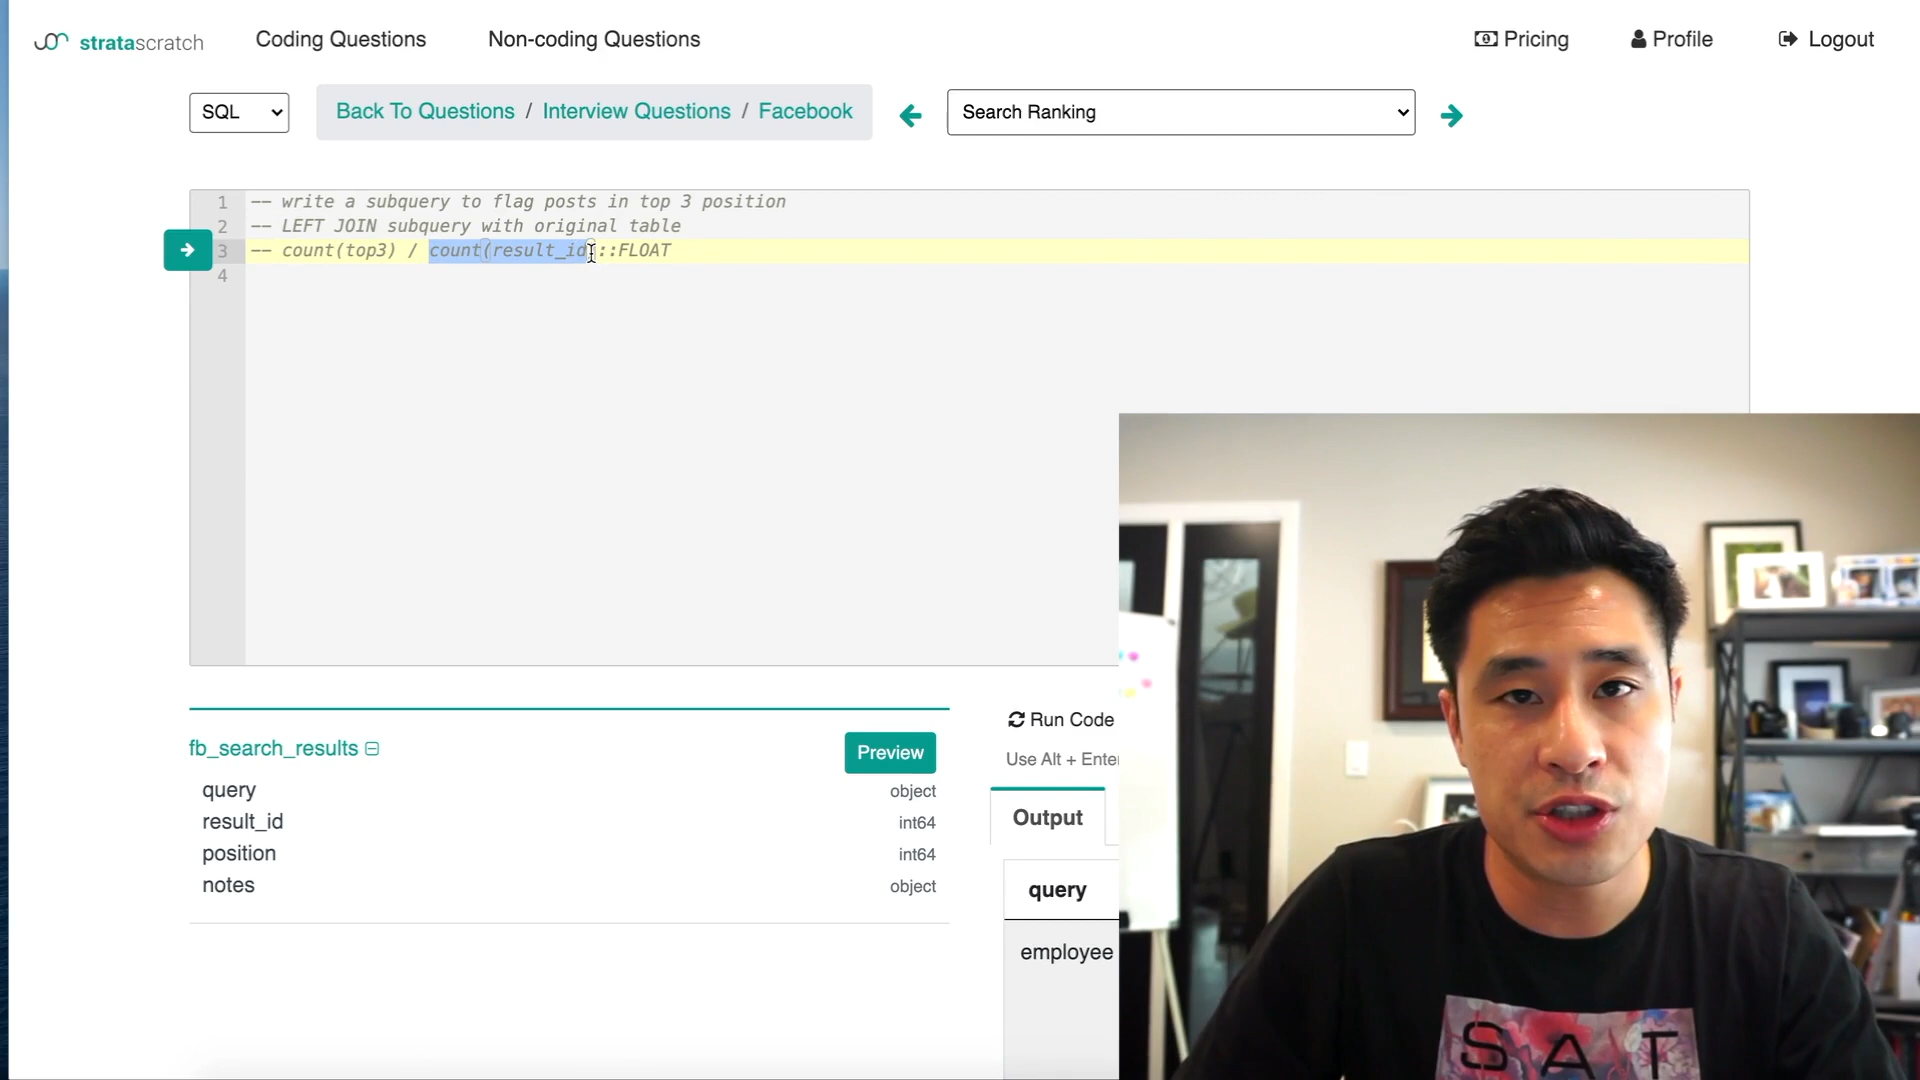 stratascratch
Coding Questions
Non-coding Questions
Pricing
Profile
Logout
SQL
Back To Questions / Interview Questions / Facebook
Search Ranking
1 -- write a subquery to flag posts in top 3 position
2 -- LEFT JOIN subquery with original table
3 -- count(top3) / count(result_id)::FLOAT
4
fb_search_results
Preview
query object
result_id int64
position int64
notes object
Run Code
Use Alt + Enter
Output
query
employee
SAT